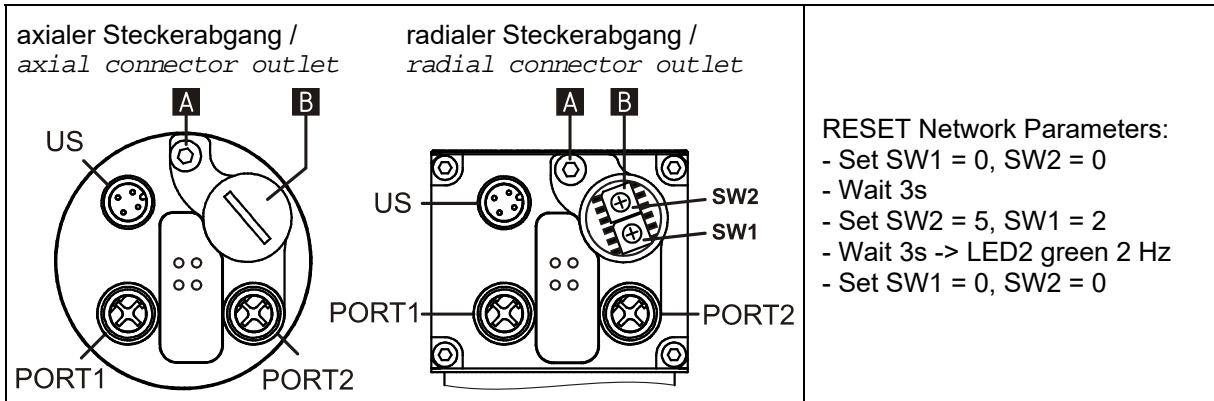 axialer Steckerabgang /
axial connector outlet
A
B
US
PORT1
PORT2
radialer Steckerabgang /
radial connector outlet
A
B
US
SW2
SW1
PORT1
PORT2
RESET Network Parameters:
- Set SW1 = 0, SW2 = 0
- Wait 3s
- Set SW2 = 5, SW1 = 2
- Wait 3s -> LED2 green 2 Hz
- Set SW1 = 0, SW2 = 0